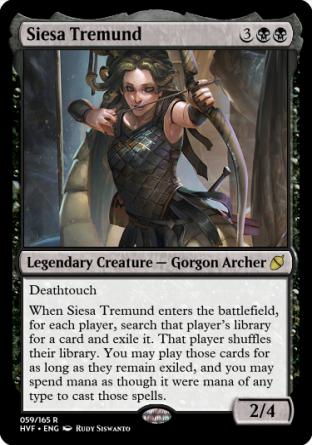 Siesa Tremund 3
Legendary Creature — Gorgon Archer
Deathtouch
When Siesa Tremund enters the battlefield,
for each player, search that player's library
for a card and exile it. That player shuffles
their library. You may play those cards for
as long as they remain exiled, and you may
spend mana as though it were mana of any
type to cast those spells.
2/4
059/165 R
HVF • ENG Rudy Siswanto